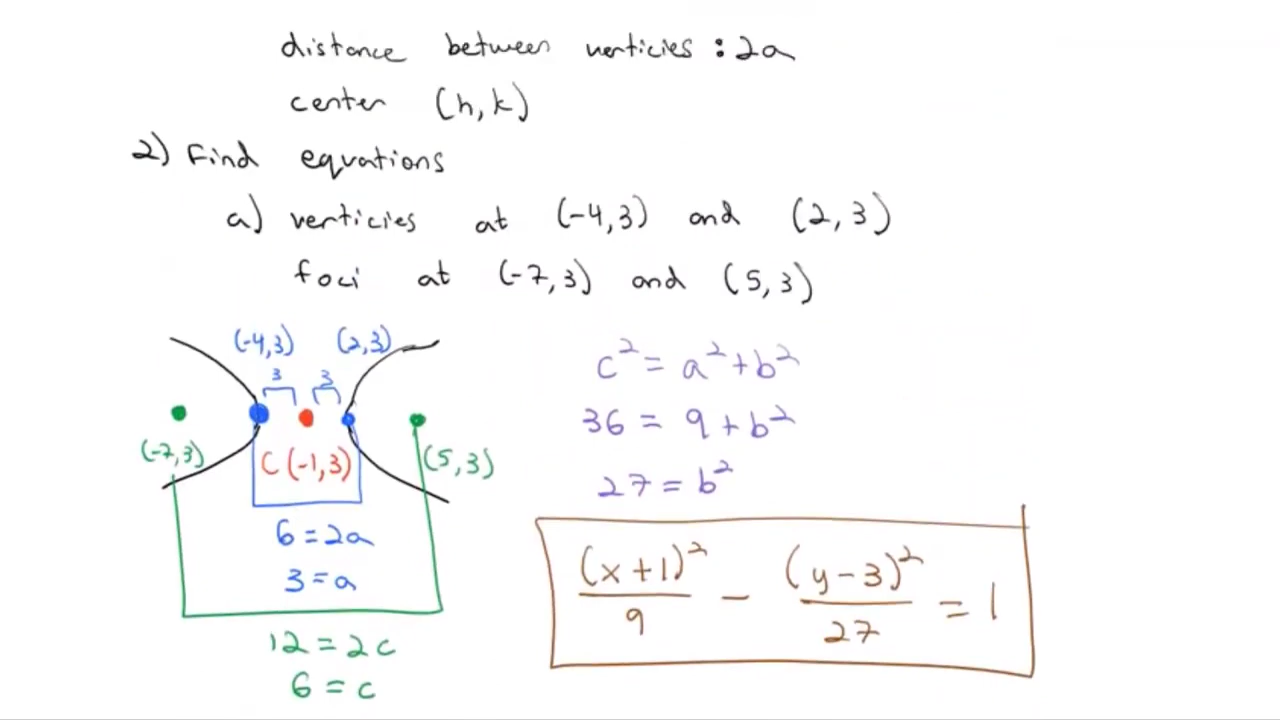 distance between verticies : 2a
center (h, k)
2) Find equations
a) verticies at (-4, 3) and (2, 3)
foci at (-7, 3) and (5, 3)
(-4,3) (2,3)
3 3
(-7,3) C (-1,3) (5,3)
6 = 2a
3 = a
12 = 2c
6 = c
c² = a² + b²
36 = 9 + b²
27 = b²
(x+1)²/9 - (y-3)²/27 = 1